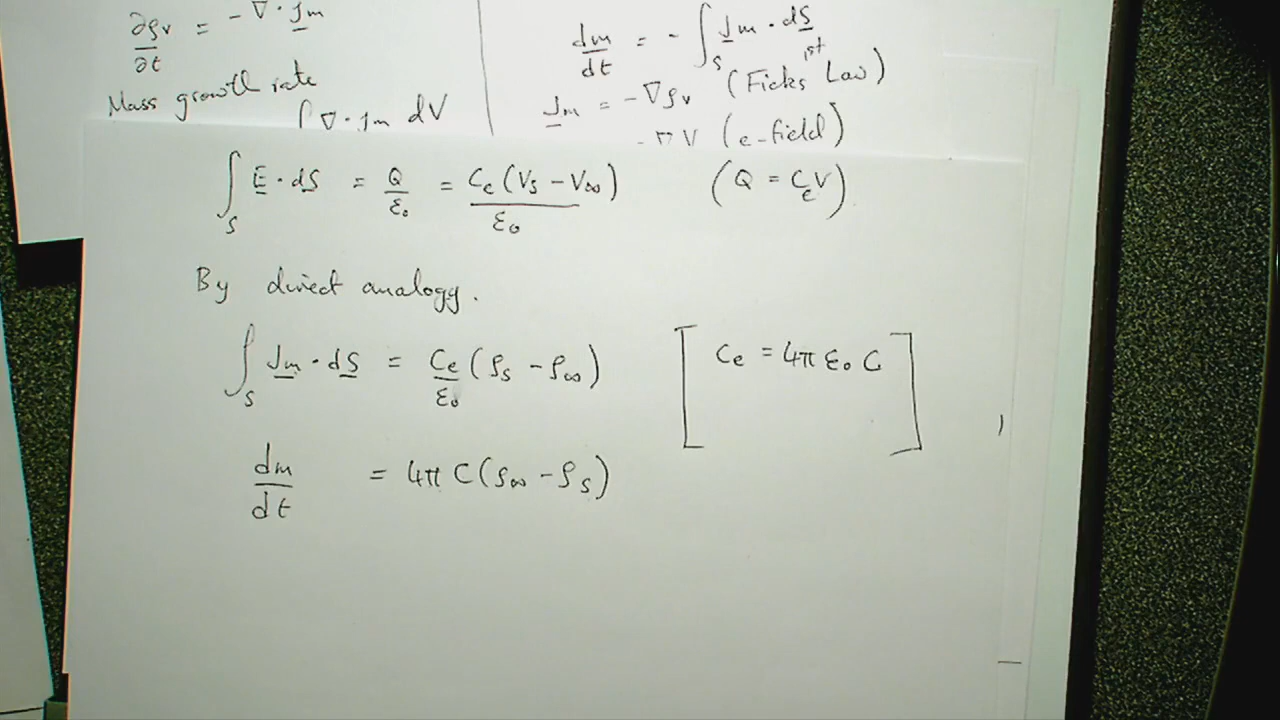 ∂ρv/∂t = -∇·Jm
dm/dt = -∫S Jm·dS
Mass growth rate
Jm = -∇ρv (Ficks 1st Law)
∫∇·Jm dV
-∇V (e-field)
∫S E·dS = Q/ε0 = Ce(Vs - V∞)/ε0 (Q = CeV)
By direct analogy.
∫S Jm·dS = Ce/ε0 (ρs - ρ∞) [Ce = 4π ε0 C]
dm/dt = 4π C(ρ∞ - ρs)